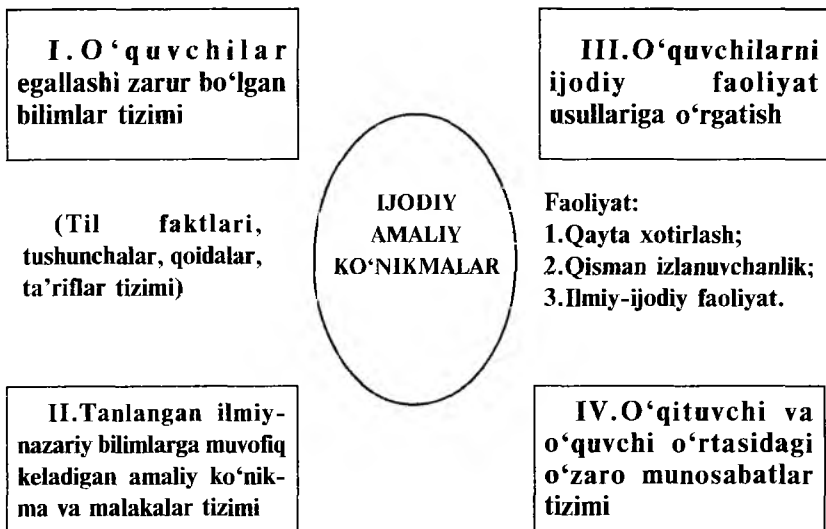 I. O‘quvchilar
egallashi zarur bo‘lgan
bilimlar tizimi
(Til faktlari,
tushunchalar, qoidalar,
ta’riflar tizimi)
II.Tanlangan ilmiy-
nazariy bilimlarga muvofiq
keladigan amaliy ko‘nik-
ma va malakalar tizimi
IJODIY
AMALIY
KO‘NIKMALAR
III.O‘quvchilarni
ijodiy faoliyat
usullariga o‘rgatish
Faoliyat:
1.Qayta xotirlash;
2.Qisman izlanuvchanlik;
3.Ilmiy-ijodiy faoliyat.
IV.O‘qituvchi va
o‘quvchi o‘rtasidagi
o‘zaro munosabatlar
tizimi